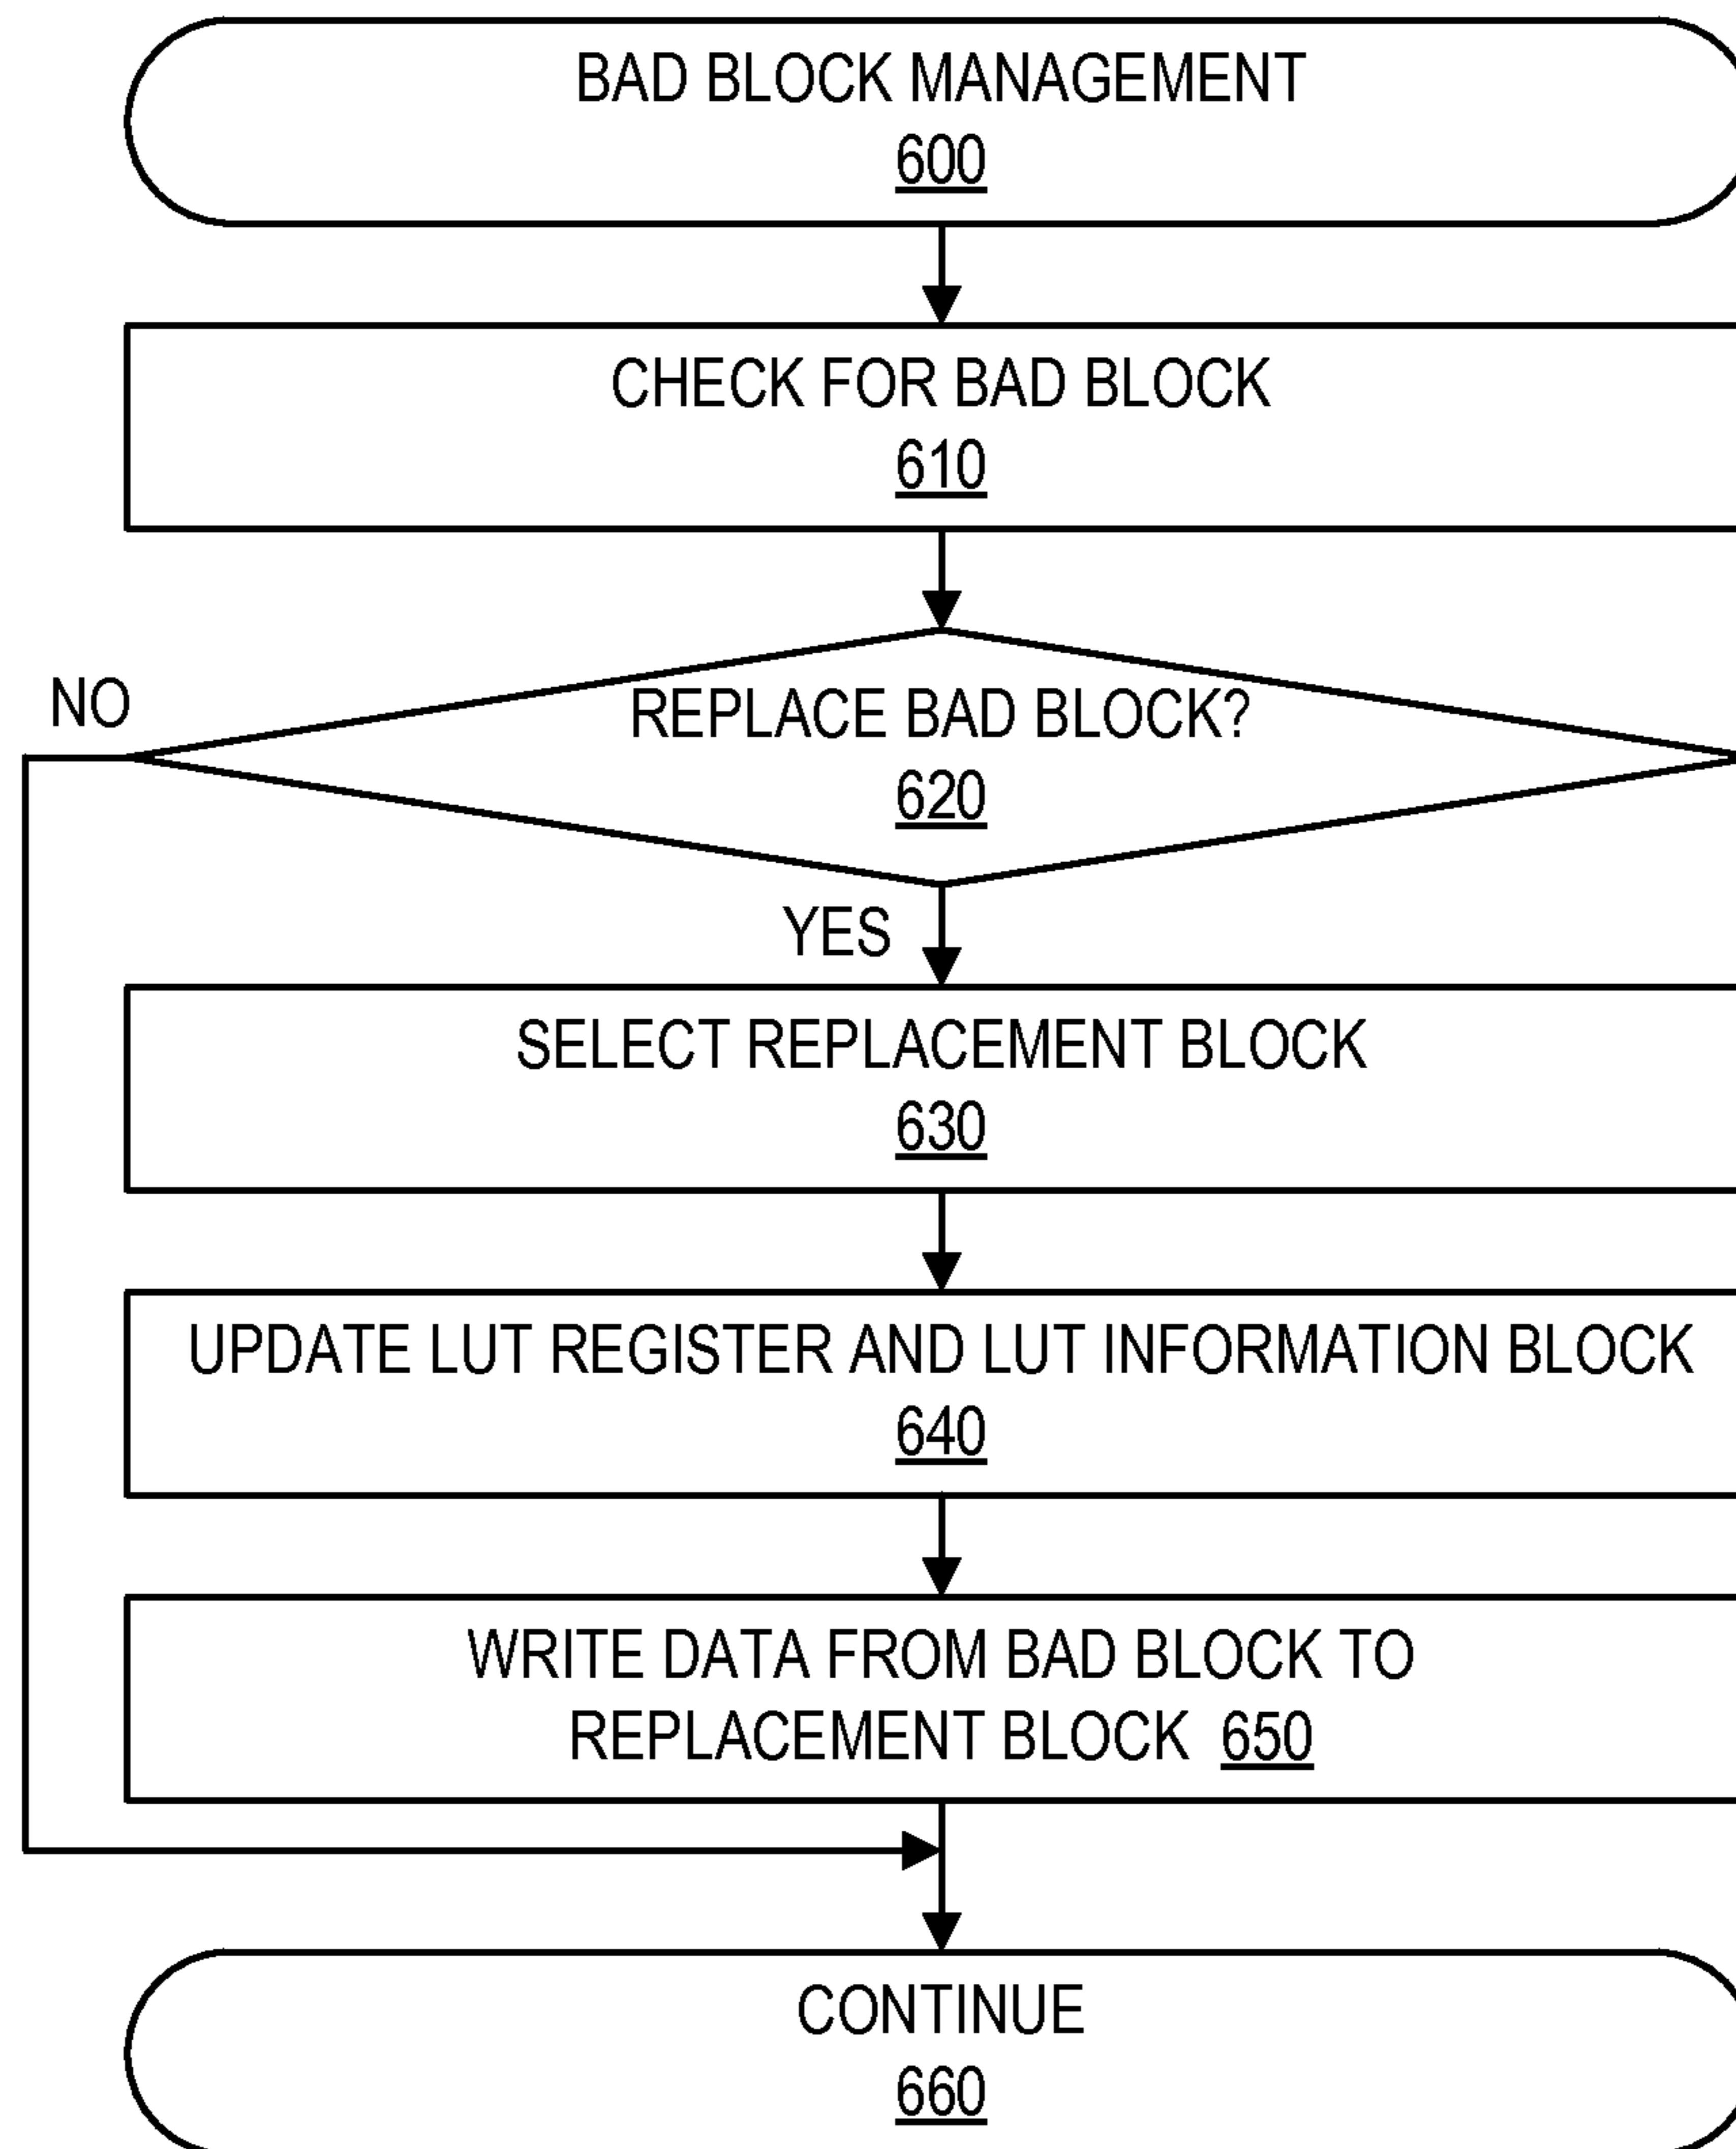 BAD BLOCK MANAGEMENT
600
CHECK FOR BAD BLOCK
610
NO
REPLACE BAD BLOCK?
620
YES
SELECT REPLACEMENT BLOCK
630
UPDATE LUT REGISTER AND LUT INFORMATION BLOCK
640
WRITE DATA FROM BAD BLOCK TO
REPLACEMENT BLOCK 650
CONTINUE
660